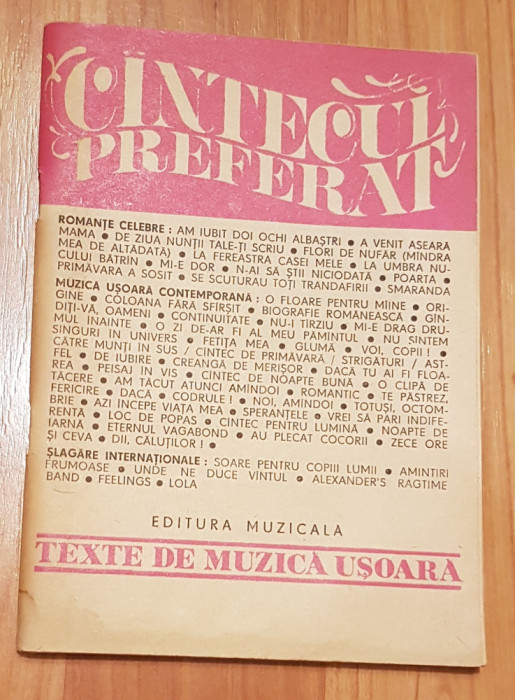 CÎNTECUL
PREFERAT
ROMANȚE CELEBRE : AM IUBIT DOI OCHI ALBAȘTRI • A VENIT ASEARA
MAMA • DE ZIUA NUNȚII TALE-ȚI SCRIU • FLORI DE NUFĂR (MÎNDRA
MEA DE ALTĂDATĂ) • LA FEREASTRA CASEI MELE • LA UMBRA NU-
CULUI BĂTRÎN • MI-E DOR • N-AI SĂ ȘTII NICIODATĂ • POARTA •
PRIMĂVARA A SOSIT • SE SCUTURAU TOȚI TRANDAFIRII • SMARANDA
MUZICA UȘOARĂ CONTEMPORANĂ : O FLOARE PENTRU MÎINE • ORI-
GINE • COLOANA FĂRĂ SFÎRȘIT • BIOGRAFIE ROMÂNEASCĂ • GÎN-
DIȚI-VĂ, OAMENI • CONTINUITATE • NU-I TÎRZIU • MI-E DRAG DRU-
MUL ÎNAINTE • O ZI DE-AR FI AL MEU PĂMÎNTUL • NU SÎNTEM
SINGURI ÎN UNIVERS • FETIȚA MEA • GLUMĂ • VOI, COPII ! •
CĂTRE MUNȚI ÎN SUS / CÎNTEC DE PRIMĂVARĂ / STRIGĂTURI / AST-
FEL • DE IUBIRE • CREANGĂ DE MERIȘOR • DACĂ TU AI FI FLOA-
REA • PEISAJ ÎN VIS • CÎNTEC DE NOAPTE BUNĂ • O CLIPĂ DE
TĂCERE • AM TĂCUT ATUNCI AMÎNDOI • ROMANTIC • TE PĂSTREZ,
FERICIRE • DACĂ • CODRULE ! • NOI, AMÎNDOI • TOTUȘI, OCTOM-
BRIE • AZI ÎNCEPE VIAȚA MEA • SPERANȚELE • VREI SĂ PARI INDIFE-
RENTĂ • LOC DE POPAS • CÎNTEC PENTRU LUMINĂ • NOAPTE DE
IARNĂ • ETERNUL VAGABOND • AU PLECAT COCORII • ZECE ORE
ȘI CEVA • DII, CĂLUȚILOR ! •
ȘLAGĂRE INTERNAȚIONALE : SOARE PENTRU COPIII LUMII • AMINTIRI
FRUMOASE • UNDE NE DUCE VÎNTUL • ALEXANDER'S RAGTIME
BAND • FEELINGS • LOLA
EDITURA MUZICALĂ
TEXTE DE MUZICĂ UȘOARĂ